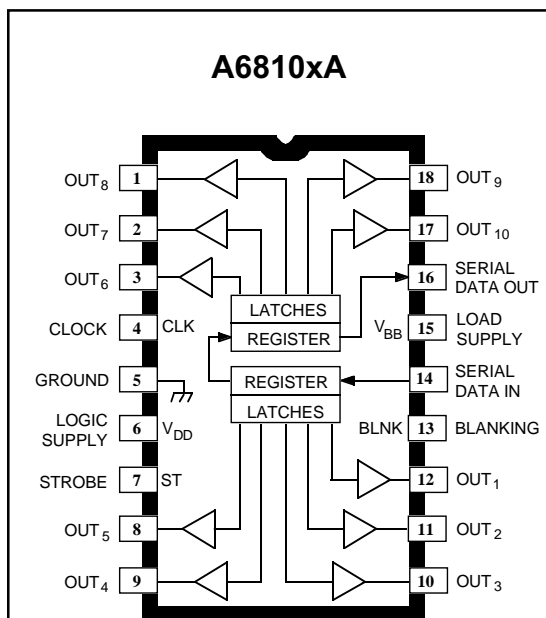 A6810xA
OUT8 1
18 OUT9
OUT7 2
17 OUT10
OUT6 3
16 SERIAL DATA OUT
LATCHES
REGISTER
CLOCK 4 CLK
VBB 15 LOAD SUPPLY
GROUND 5
REGISTER
LATCHES
14 SERIAL DATA IN
LOGIC SUPPLY 6 VDD
BLNK 13 BLANKING
STROBE 7 ST
12 OUT1
OUT5 8
11 OUT2
OUT4 9
10 OUT3